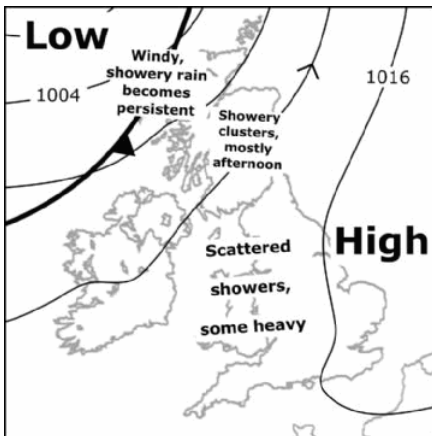 Low
Windy,
showery rain
becomes
persistent
1004
1016
Showery
clusters,
mostly
afternoon
High
Scattered
showers,
some heavy